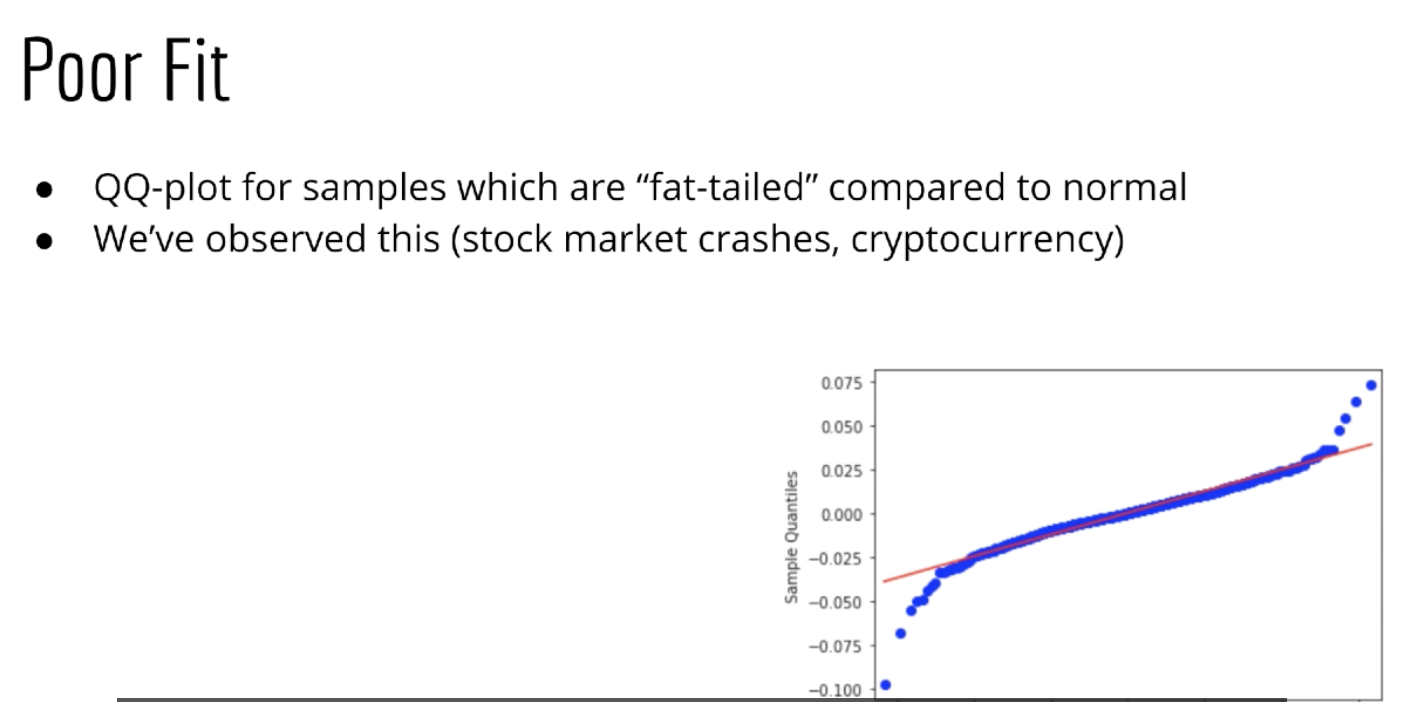 Poor Fit
● QQ-plot for samples which are “fat-tailed” compared to normal
● We’ve observed this (stock market crashes, cryptocurrency)
0.075
0.050
0.025
0.000
−0.025
−0.050
−0.075
−0.100
Sample Quantiles